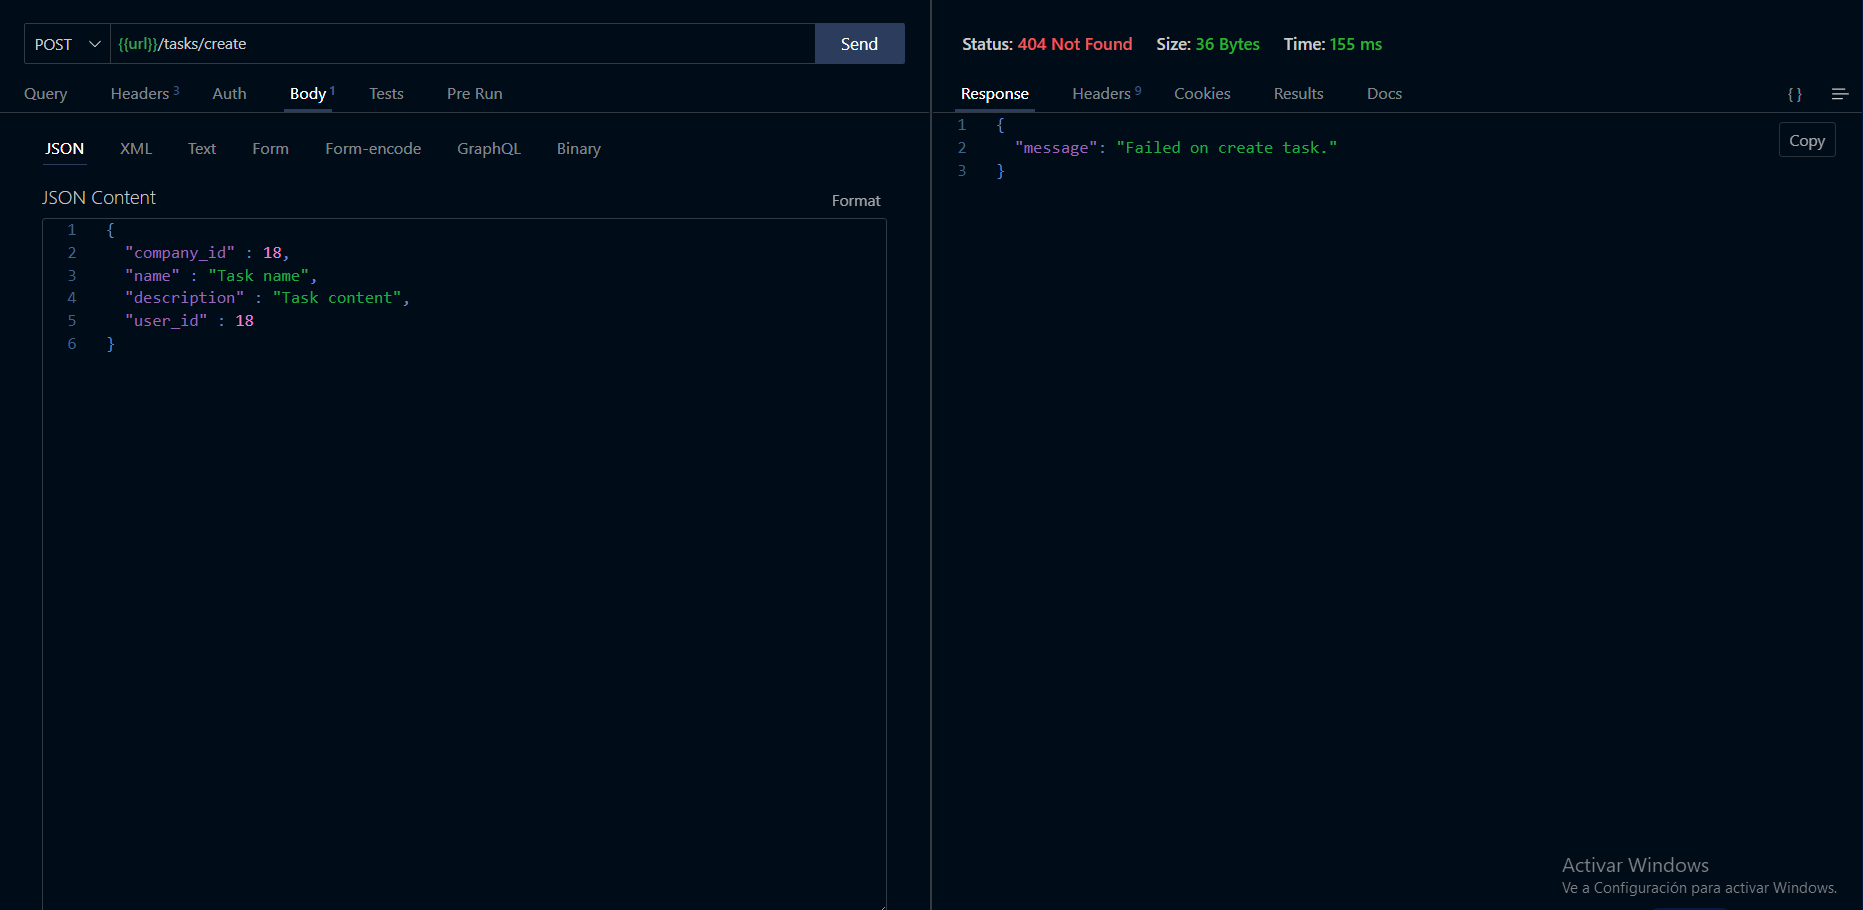 POST {{url}}/tasks/create Send
Query Headers 3 Auth Body 1 Tests Pre Run
JSON XML Text Form Form-encode GraphQL Binary
JSON Content Format
1 {
2 "company_id" : 18,
3 "name" : "Task name",
4 "description" : "Task content",
5 "user_id" : 18
6 }
Status: 404 Not Found Size: 36 Bytes Time: 155 ms
Response Headers 9 Cookies Results Docs { }
1 {
2 "message": "Failed on create task."
3 }
Copy
Activar Windows
Ve a Configuración para activar Windows.